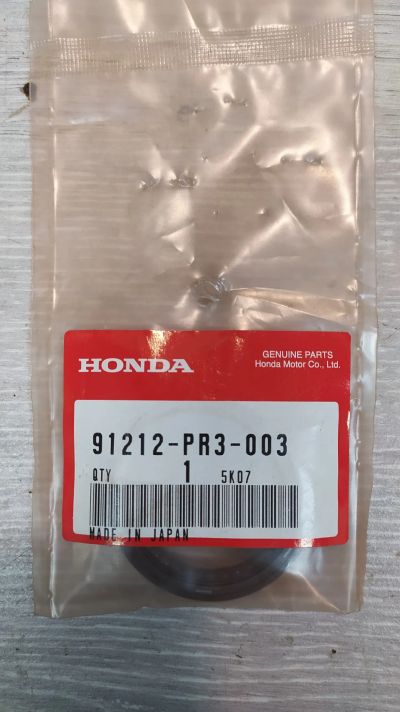 HONDA
GENUINE PARTS
Honda Motor Co., Ltd.
91212-PR3-003
QTY 1 5K07
MADE IN JAPAN